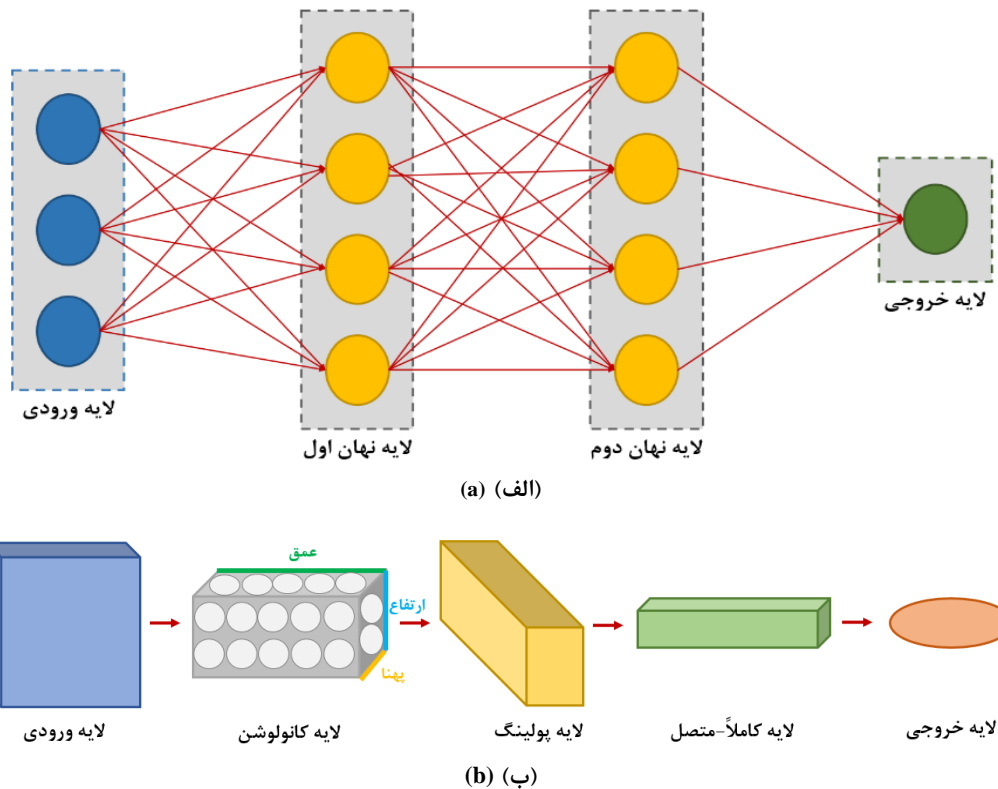 لایه ورودی
لایه نهان اول
لایه نهان دوم
لایه خروجی
(الف) (a)
عمق
ارتفاع
پهنا
لایه ورودی
لایه کانولوشن
لایه پولینگ
لایه کاملاً-متصل
لایه خروجی
(ب) (b)